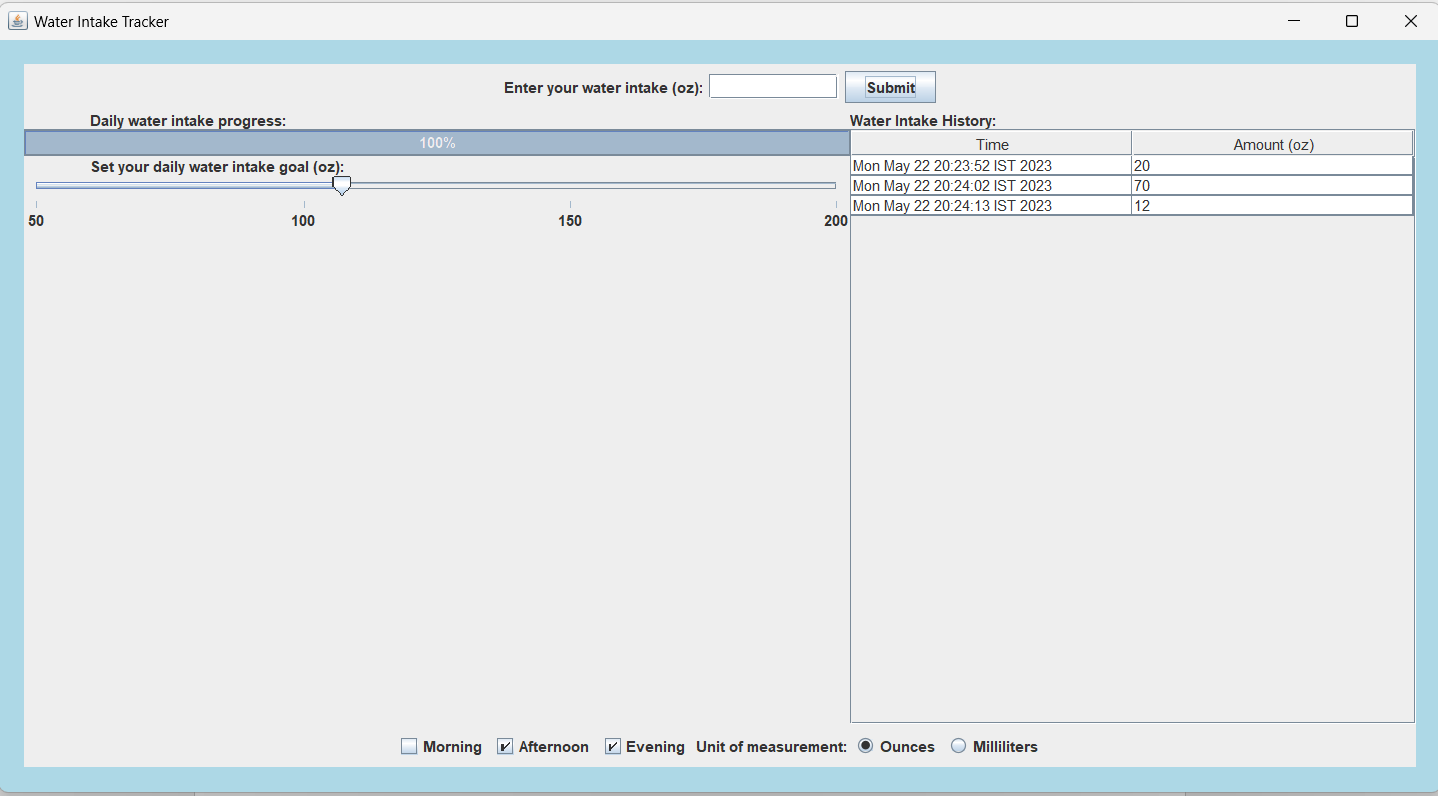 Water Intake Tracker
Enter your water intake (oz): Submit
Daily water intake progress:
100%
Set your daily water intake goal (oz):
50 100 150 200
Water Intake History:
Time Amount (oz)
Mon May 22 20:23:52 IST 2023 20
Mon May 22 20:24:02 IST 2023 70
Mon May 22 20:24:13 IST 2023 12
Morning Afternoon Evening Unit of measurement: Ounces Milliliters